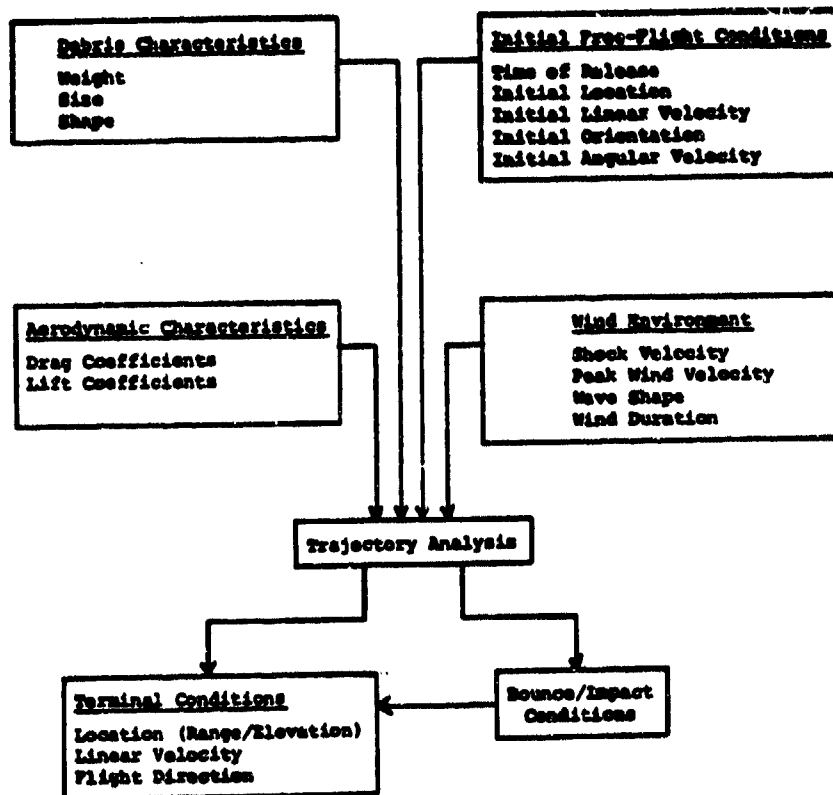 Debris Characteristics
Weight
Size
Shape
Initial Free-Flight Conditions
Time of Release
Initial Location
Initial Linear Velocity
Initial Orientation
Initial Angular Velocity
Aerodynamic Characteristics
Drag Coefficients
Lift Coefficients
Wind Environment
Shock Velocity
Peak Wind Velocity
Wave Shape
Wind Duration
Trajectory Analysis
Terminal Conditions
Location (Range/Elevation)
Linear Velocity
Flight Direction
Bounce/Impact
Conditions